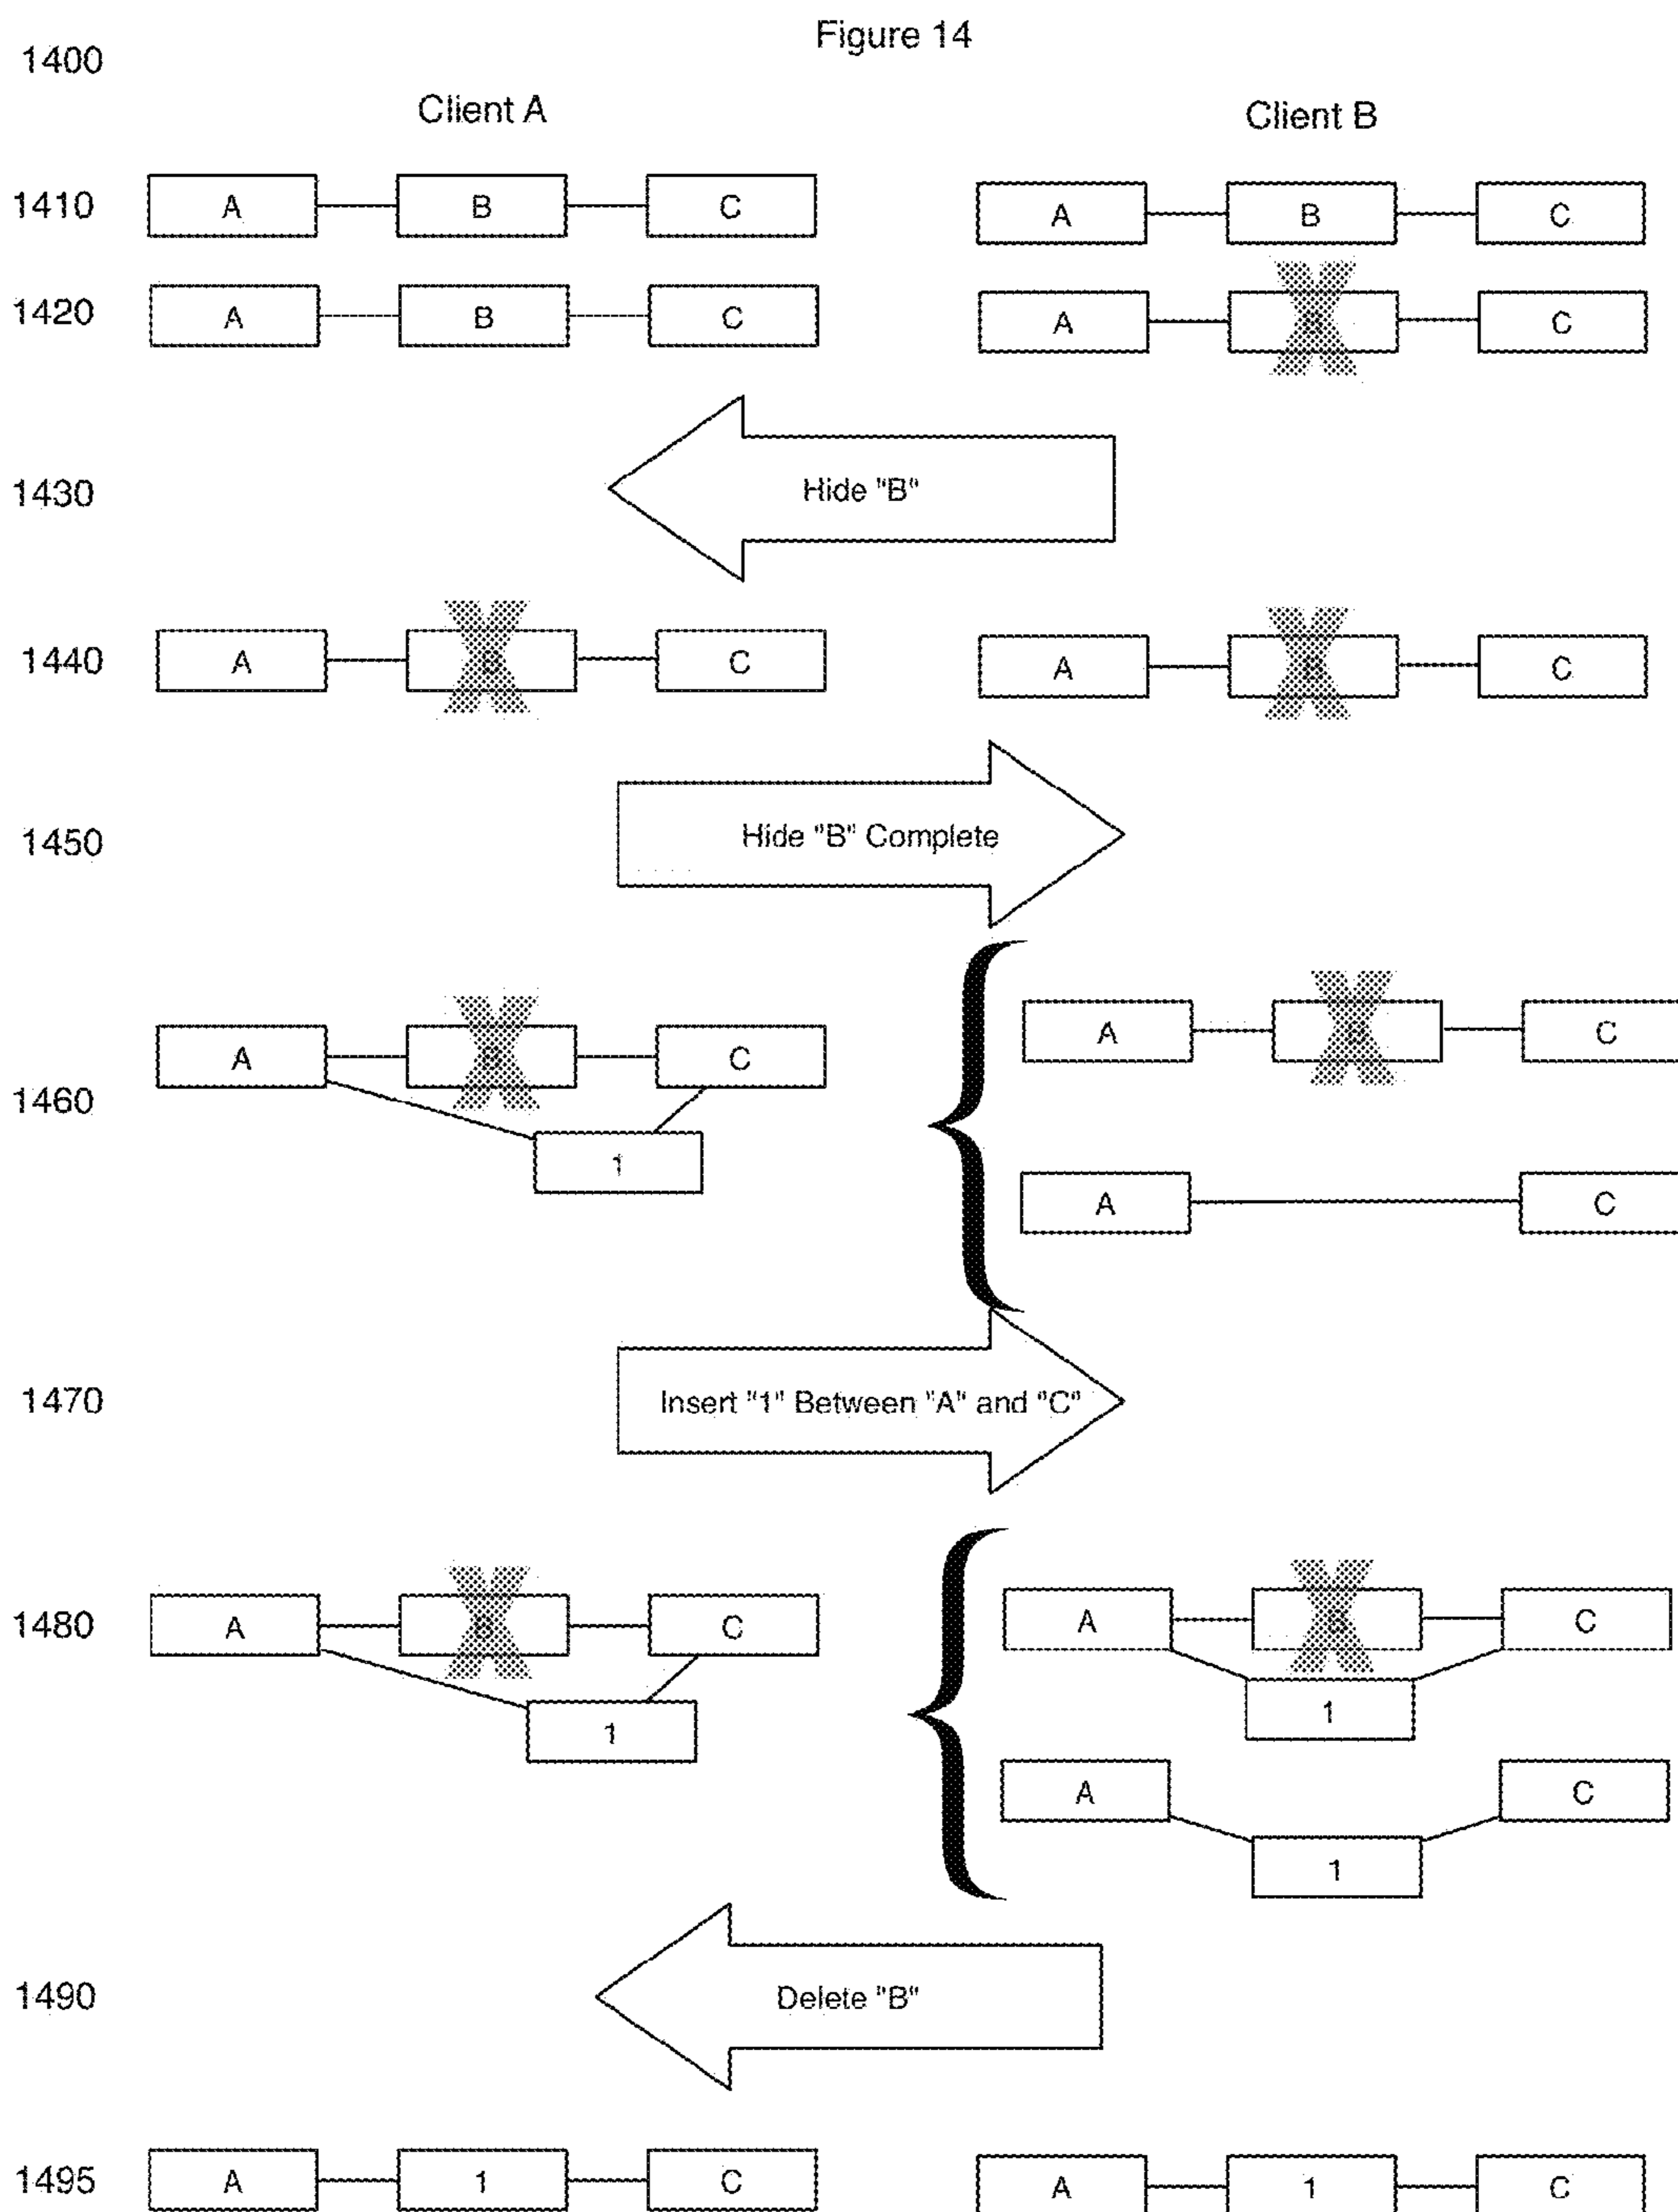 Figure 14
1400
Client A Client B
1410 A B C A B C
1420 A B C A C
1430 Hide "B"
1440 A C A C
1450 Hide "B" Complete
A C
A C
1460
1
A C
1470 Insert "1" Between "A" and "C"
1480 A C A C
1 1
A C
1
1490 Delete "B"
1495 A 1 C A 1 C